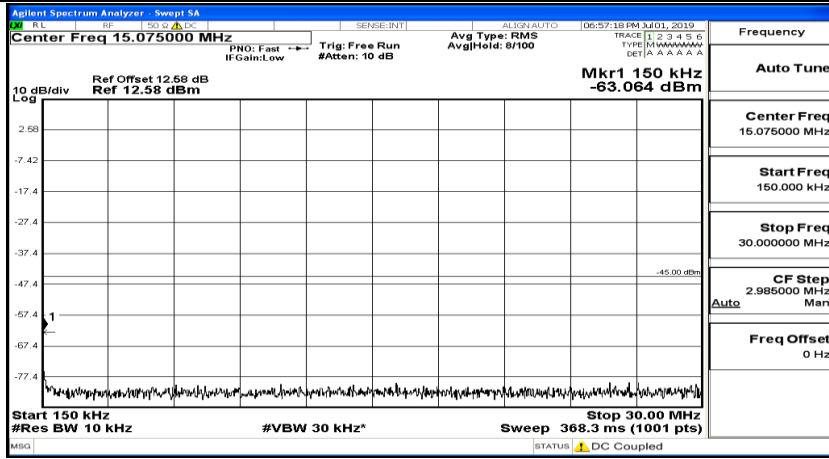 Agilent Spectrum Analyzer - Swept SA
LXI RL RF 50 Ω DC SENSE:INT ALIGN AUTO 06:57:18 PM Jul 01, 2019
Center Freq 15.075000 MHz
PNO: Fast
IFGain:Low
Trig: Free Run
#Atten: 10 dB
Avg Type: RMS
Avg|Hold: 8/100
TRACE 1 2 3 4 5 6
TYPE MWWWWW
DET A A A A A A
Ref Offset 12.58 dB
10 dB/div Ref 12.58 dBm
Log
Mkr1 150 kHz
-63.064 dBm
2.58
-7.42
-17.4
-27.4
-37.4
-45.00 dBm
-47.4
-57.4
1
-67.4
-77.4
Start 150 kHz Stop 30.00 MHz
#Res BW 10 kHz #VBW 30 kHz* Sweep 368.3 ms (1001 pts)
MSG STATUS DC Coupled
Frequency
Auto Tune
Center Freq
15.075000 MHz
Start Freq
150.000 kHz
Stop Freq
30.000000 MHz
CF Step
2.985000 MHz
Auto Man
Freq Offset
0 Hz